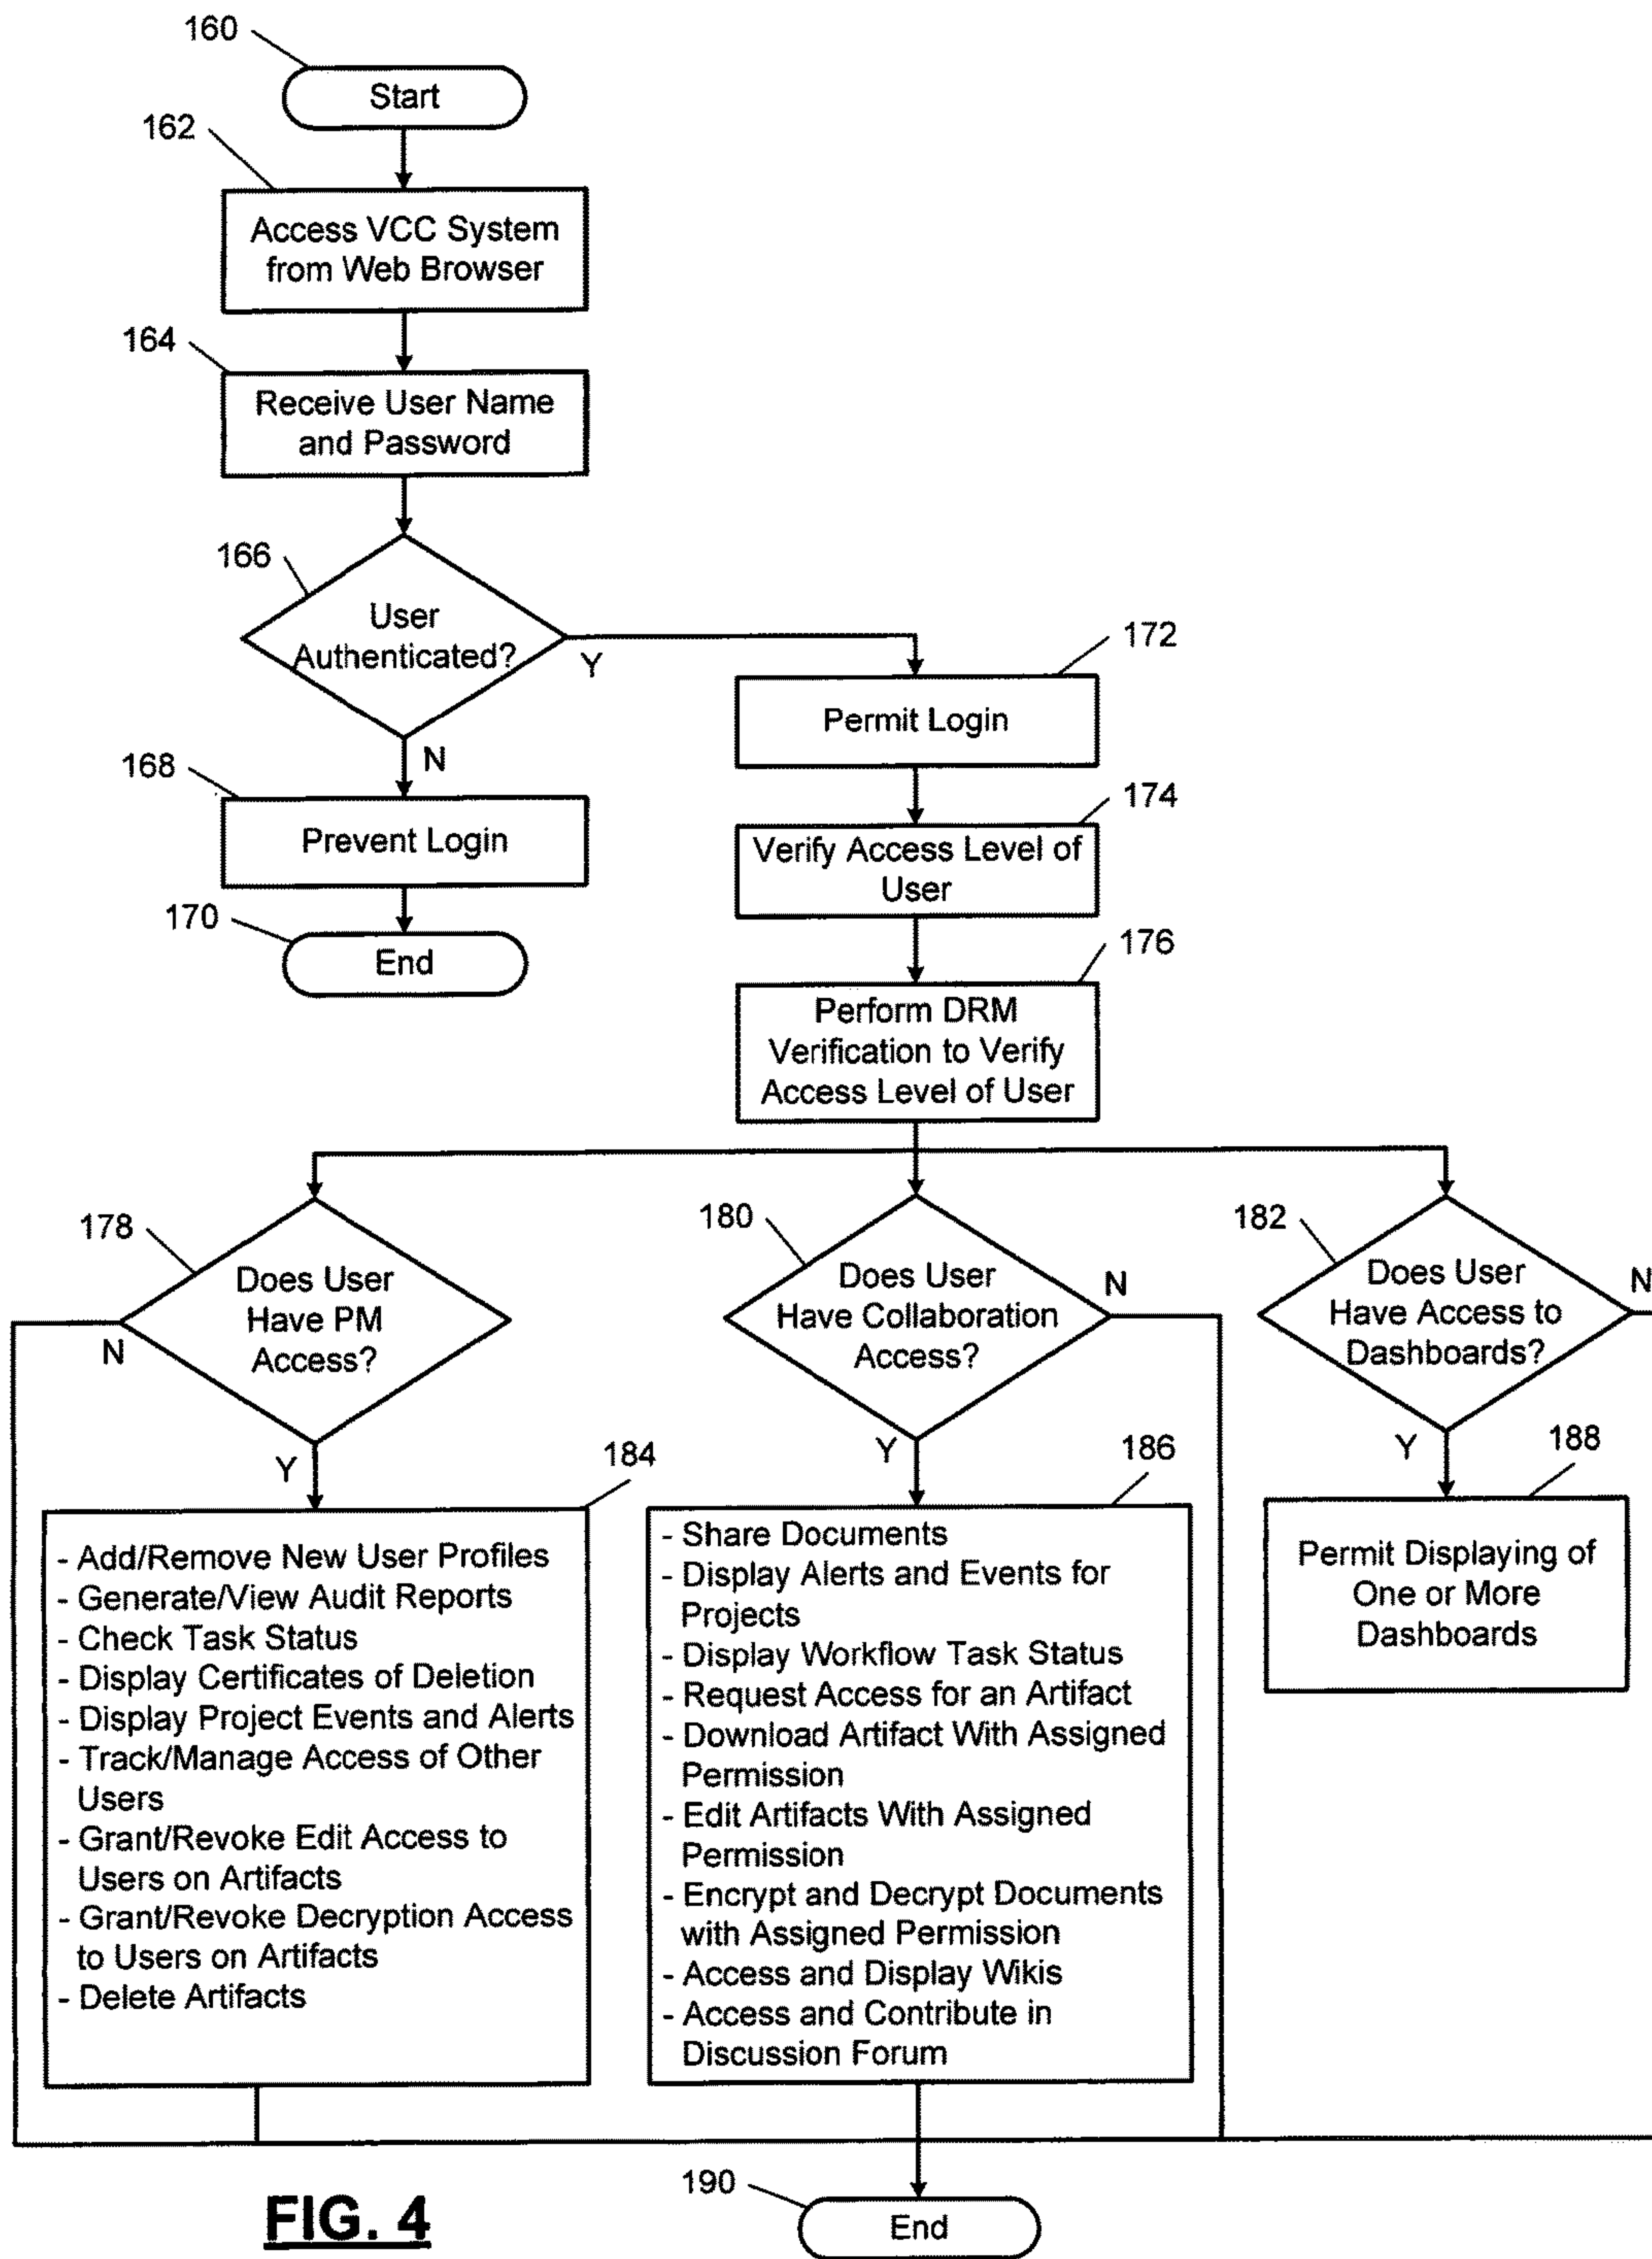 160
Start
162
Access VCC System
from Web Browser
164
Receive User Name
and Password
166
User
Authenticated?
Y
N
172
Permit Login
168
Prevent Login
174
Verify Access Level of
User
170
End
176
Perform DRM
Verification to Verify
Access Level of User
178
Does User
Have PM
Access?
N
Y
180
Does User
Have Collaboration
Access?
N
Y
182
Does User
Have Access to
Dashboards?
N
Y
184
- Add/Remove New User Profiles
- Generate/View Audit Reports
- Check Task Status
- Display Certificates of Deletion
- Display Project Events and Alerts
- Track/Manage Access of Other
Users
- Grant/Revoke Edit Access to
Users on Artifacts
- Grant/Revoke Decryption Access
to Users on Artifacts
- Delete Artifacts
186
- Share Documents
- Display Alerts and Events for
Projects
- Display Workflow Task Status
- Request Access for an Artifact
- Download Artifact With Assigned
Permission
- Edit Artifacts With Assigned
Permission
- Encrypt and Decrypt Documents
with Assigned Permission
- Access and Display Wikis
- Access and Contribute in
Discussion Forum
188
Permit Displaying of
One or More
Dashboards
190
End
FIG. 4